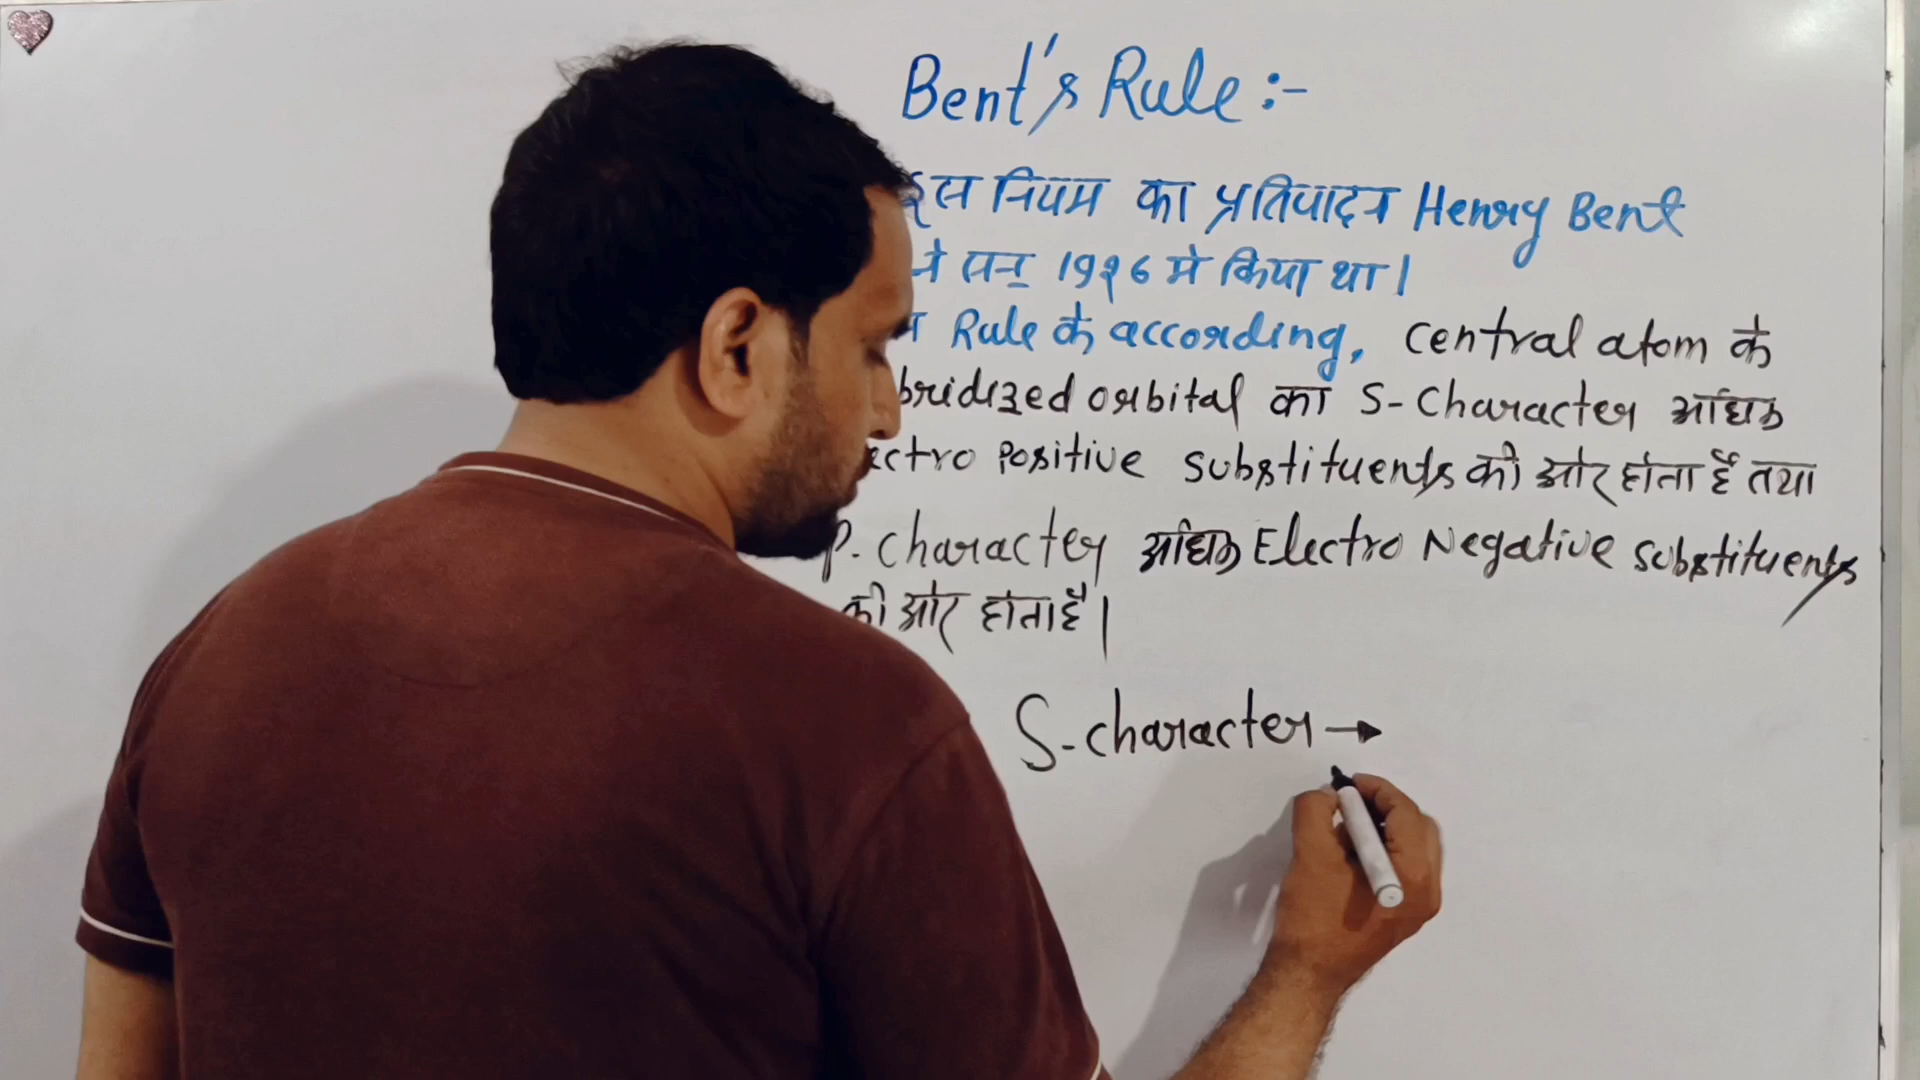 Bent's Rule :-
इस नियम का प्रतिपादन Henry Bent
ने सन् 1926 मे किया था।
Rule के according, central atom के
bridized orbital का S-Character अधिक
ectro Positive Substituents की ओर होता है तथा
P. character अधिक Electro Negative Substituents
की ओर होता है।
S-character →